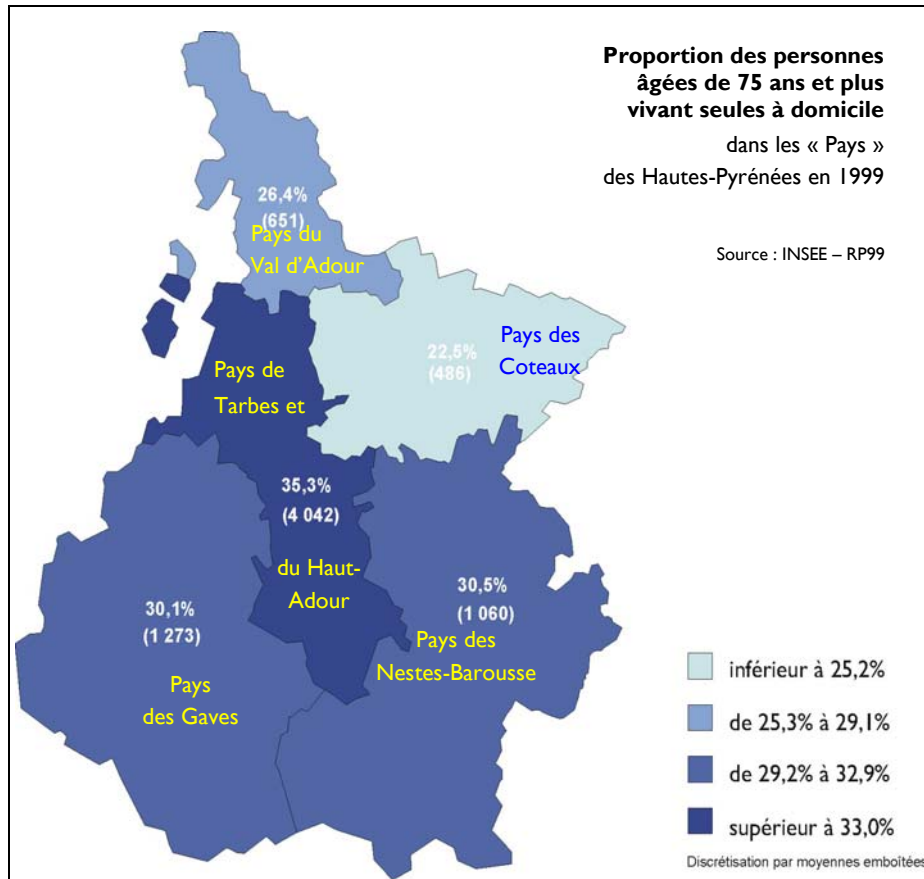 Proportion des personnes
âgées de 75 ans et plus
vivant seules à domicile
dans les « Pays »
des Hautes-Pyrénées en 1999
Source : INSEE – RP99
26,4%
(651)
Pays du
Val d'Adour
22,5%
(486)
Pays des
Coteaux
Pays de
Tarbes et
35,3%
(4 042)
du Haut-
Adour
30,1%
(1 273)
Pays
des Gaves
30,5%
(1 060)
Pays des
Nestes-Barousse
inférieur à 25,2%
de 25,3% à 29,1%
de 29,2% à 32,9%
supérieur à 33,0%
Discrétisation par moyennes emboîtées